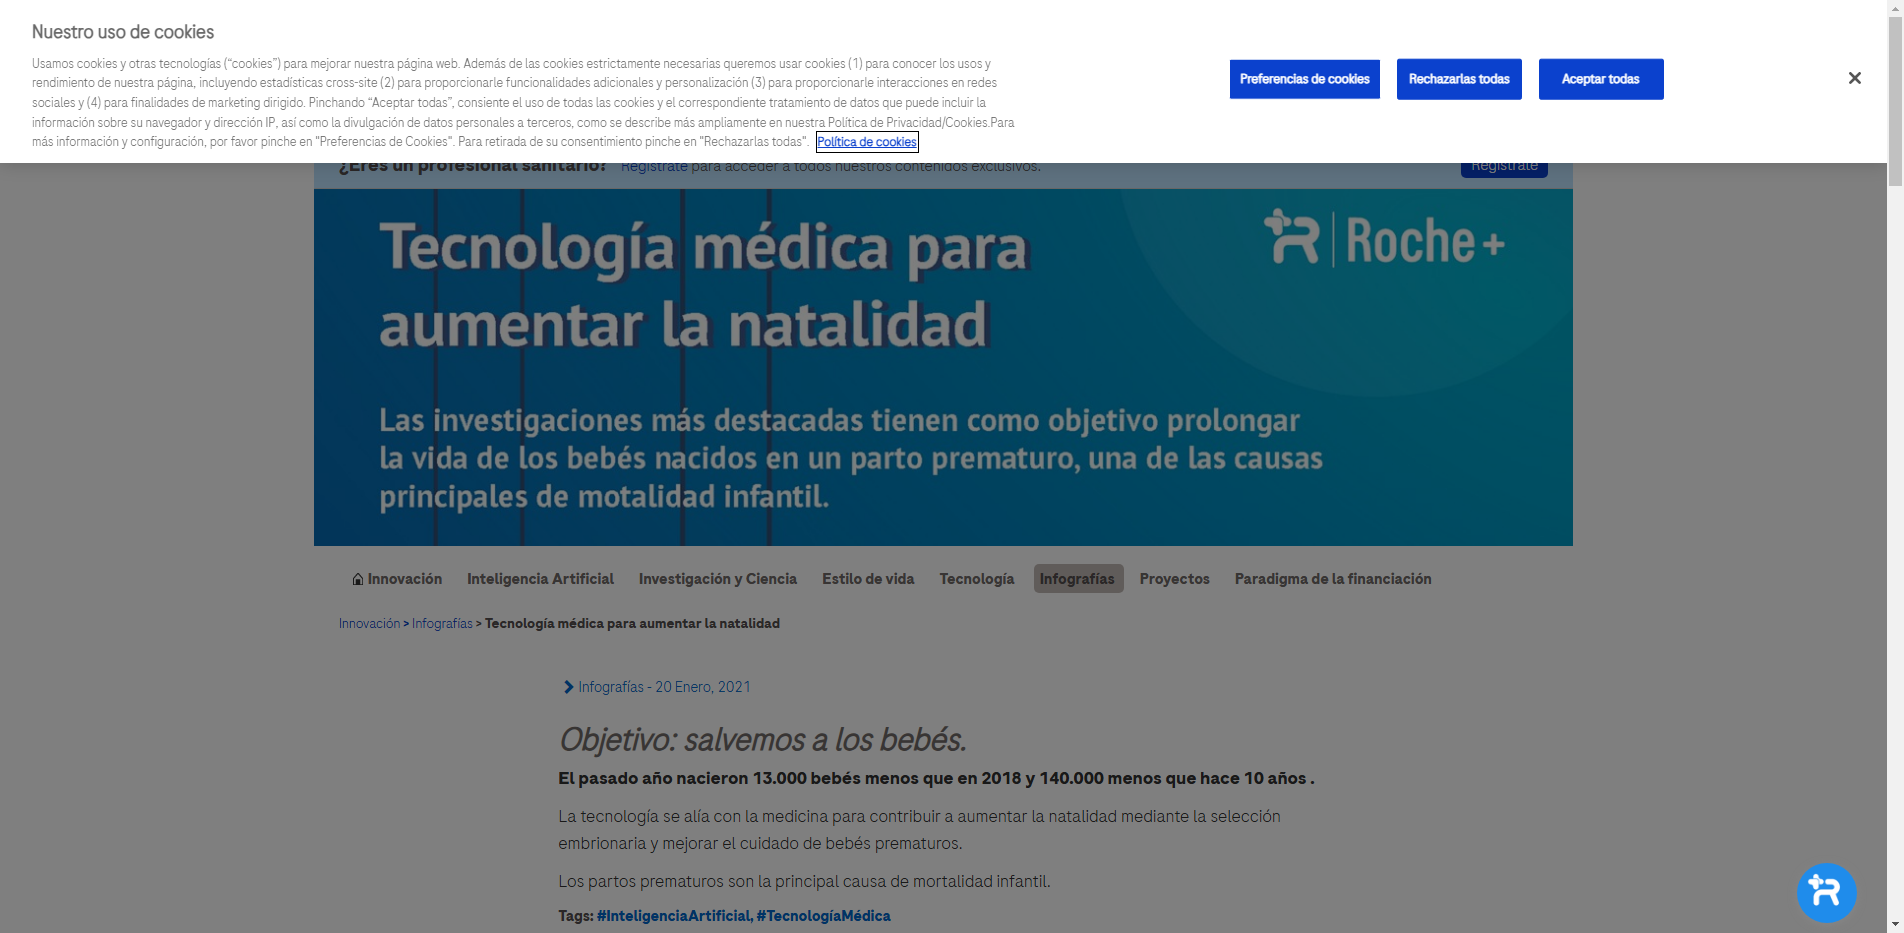 Nuestro uso de cookies
Usamos cookies y otras tecnologías (“cookies”) para mejorar nuestra página web. Además de las cookies estrictamente necesarias queremos usar cookies (1) para conocer los usos y
rendimiento de nuestra página, incluyendo estadísticas cross-site (2) para proporcionarle funcionalidades adicionales y personalización (3) para proporcionarle interacciones en redes
sociales y (4) para finalidades de marketing dirigido. Pinchando “Aceptar todas”, consiente el uso de todas las cookies y el correspondiente tratamiento de datos que puede incluir la
información sobre su navegador y dirección IP, así como la divulgación de datos personales a terceros, como se describe más ampliamente en nuestra Política de Privacidad/Cookies.Para
más información y configuración, por favor pinche en "Preferencias de Cookies". Para retirada de su consentimiento pinche en "Rechazarlas todas". Política de cookies
Preferencias de cookies Rechazarlas todas Aceptar todas
¿Eres un profesional sanitario? Regístrate para acceder a todos nuestros contenidos exclusivos. Regístrate
Tecnología médica para
aumentar la natalidad
Roche+
Las investigaciones más destacadas tienen como objetivo prolongar
la vida de los bebés nacidos en un parto prematuro, una de las causas
principales de motalidad infantil.
Innovación Inteligencia Artificial Investigación y Ciencia Estilo de vida Tecnología Infografías Proyectos Paradigma de la financiación
Innovación > Infografías > Tecnología médica para aumentar la natalidad
Infografías - 20 Enero, 2021
Objetivo: salvemos a los bebés.
El pasado año nacieron 13.000 bebés menos que en 2018 y 140.000 menos que hace 10 años .
La tecnología se alía con la medicina para contribuir a aumentar la natalidad mediante la selección
embrionaria y mejorar el cuidado de bebés prematuros.
Los partos prematuros son la principal causa de mortalidad infantil.
Tags: #InteligenciaArtificial, #TecnologíaMédica